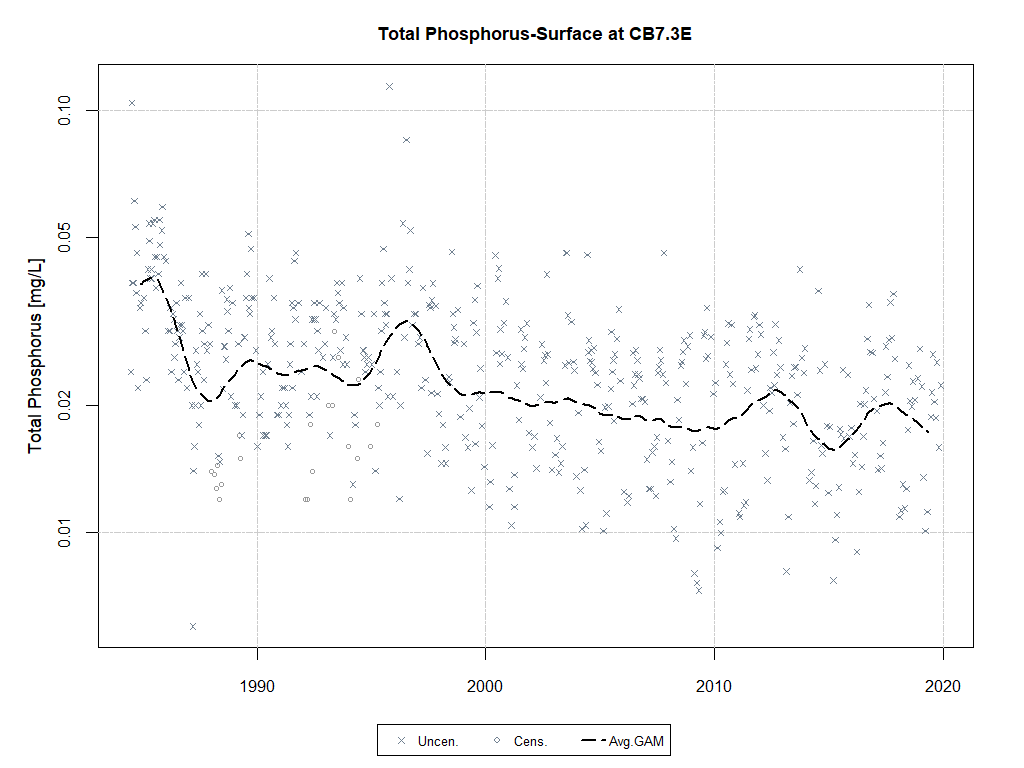 Total Phosphorus-Surface at CB7.3E
Total Phosphorus [mg/L]
0.10
0.05
0.02
0.01
1990 2000 2010 2020
Uncen. Cens. Avg.GAM